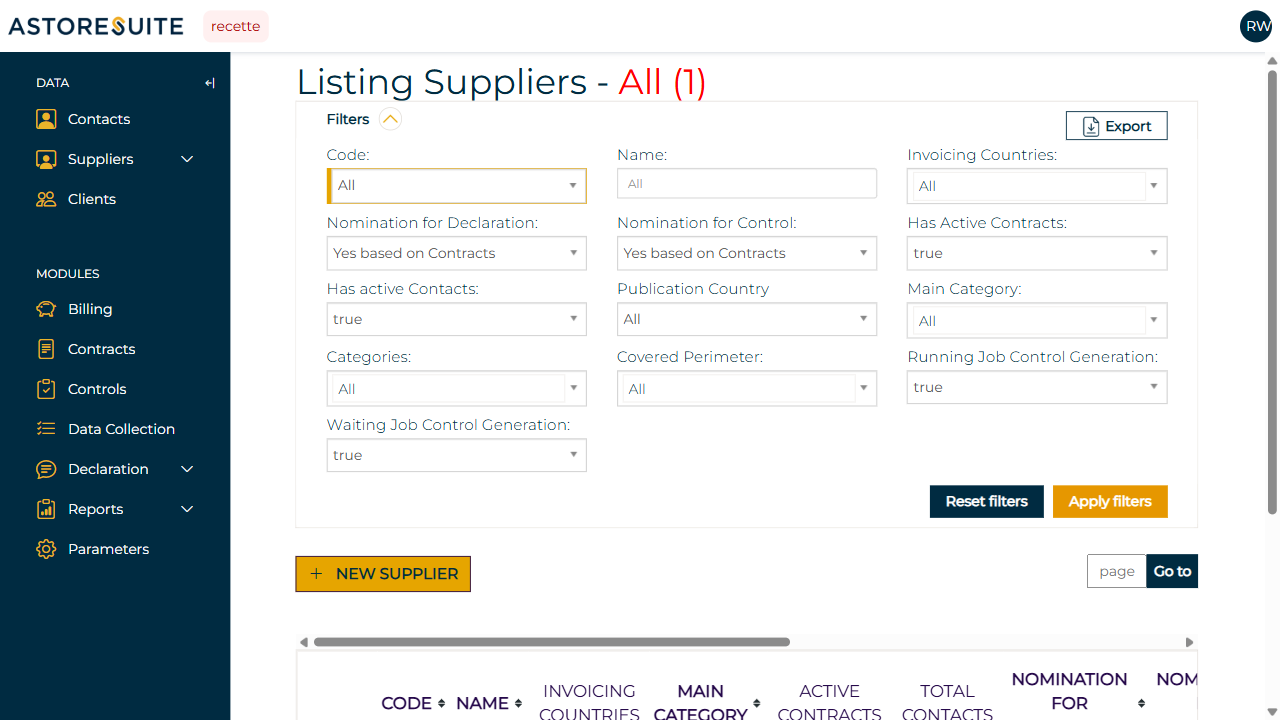 ASTORESUITE
recette
RW
DATA
Contacts
Suppliers
Clients
MODULES
Billing
Contracts
Controls
Data Collection
Declaration
Reports
Parameters
Listing Suppliers - All (1)
Filters
Export
Code:
Name:
Invoicing Countries:
All
All
All
Nomination for Declaration:
Nomination for Control:
Has Active Contracts:
Yes based on Contracts
Yes based on Contracts
true
Has active Contacts:
Publication Country
Main Category:
true
All
All
Categories:
Covered Perimeter:
Running Job Control Generation:
All
All
true
Waiting Job Control Generation:
true
Reset filters
Apply filters
+ NEW SUPPLIER
page
Go to
CODE
NAME
INVOICING
COUNTRIES
MAIN
CATEGORY
ACTIVE
CONTRACTS
TOTAL
CONTACTS
NOMINATION
FOR
NOM